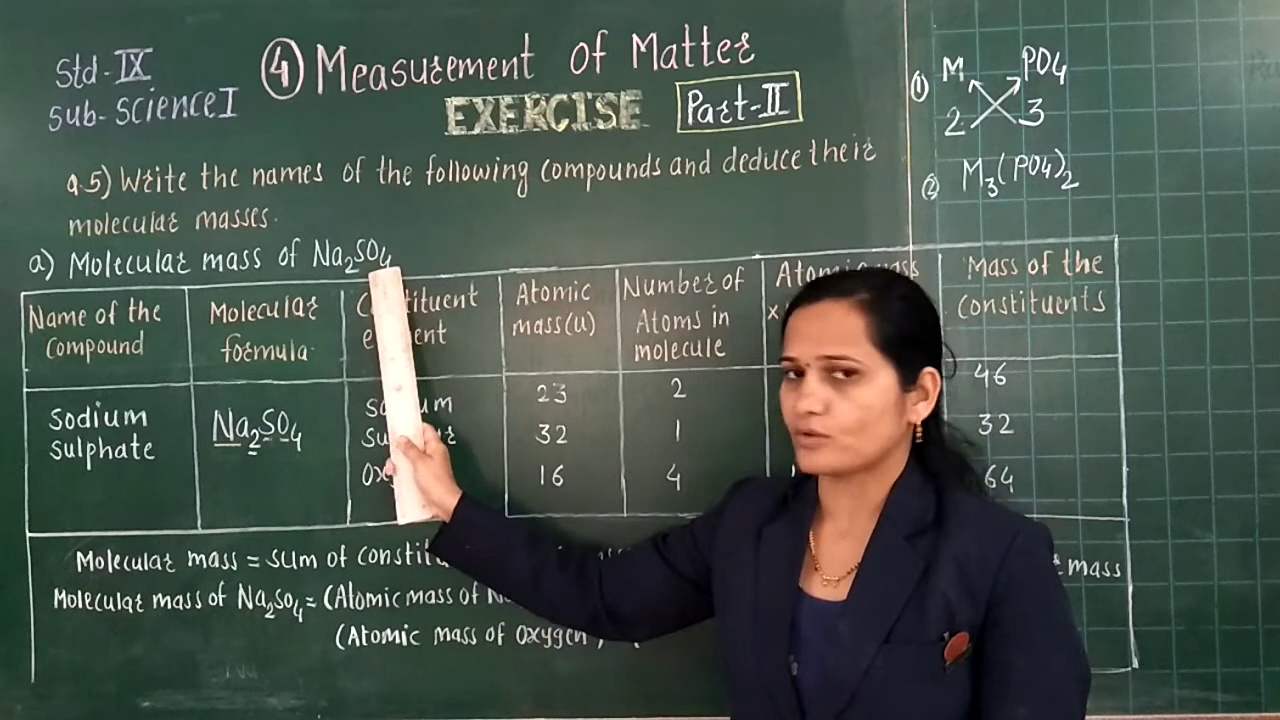 Std-IX
Sub-Science I
④ Measurement of Matter
EXERCISE Part-II
Q.5) Write the names of the following compounds and deduce their
molecular masses.
a) Molecular mass of Na₂SO₄
Name of the
Compound
Molecular
formula
Constituent
element
Atomic
mass(u)
Number of
Atoms in
molecule
Atomic mass
x
Mass of the
constituents
Sodium
sulphate
Na₂SO₄
Sodium
Sulphur
Oxygen
23
32
16
2
1
4
46
32
64
Molecular mass = sum of
mass
Molecular mass of Na₂SO₄ = (Atomic mass of
(Atomic mass of Oxygen
① M PO4
2 3
② M₃(PO4)₂